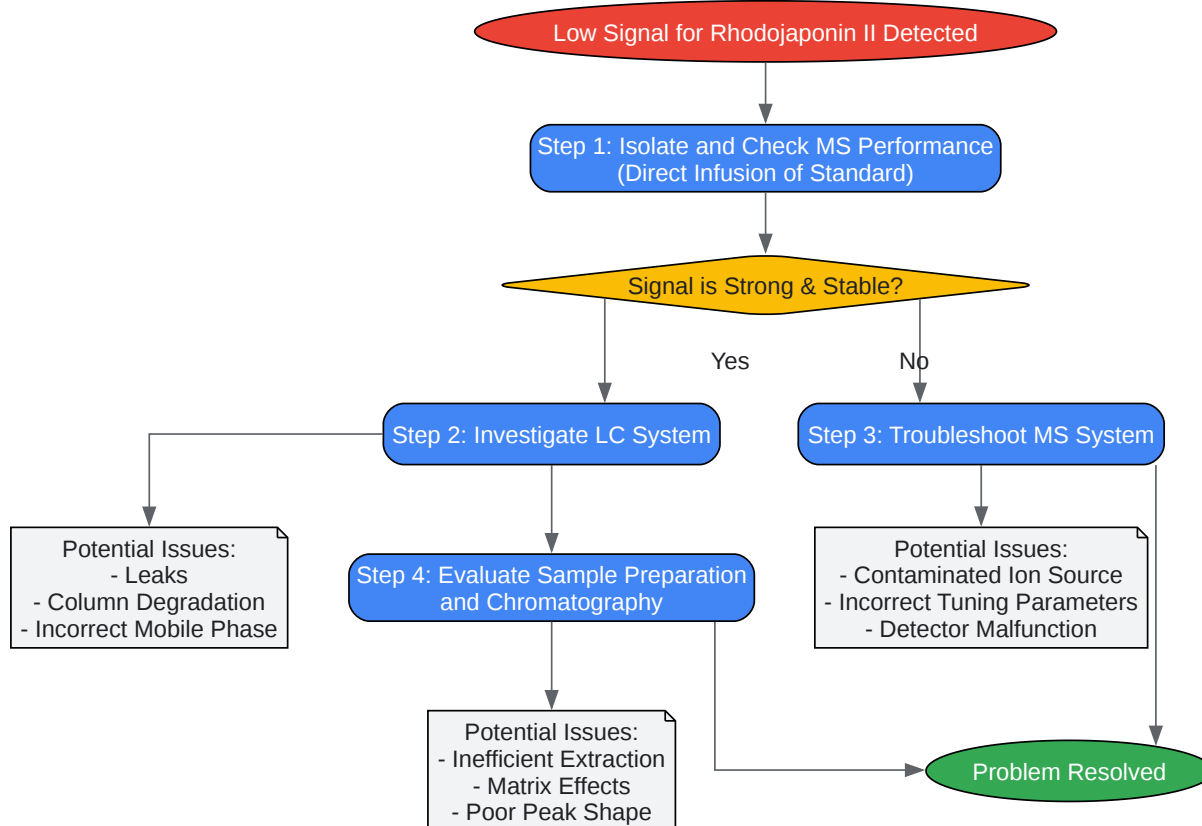 Low Signal for Rhodojaponin II Detected
Step 1: Isolate and Check MS Performance
(Direct Infusion of Standard)
Signal is Strong & Stable?
Yes
No
Step 2: Investigate LC System
Step 3: Troubleshoot MS System
Potential Issues:
- Leaks
- Column Degradation
- Incorrect Mobile Phase
Step 4: Evaluate Sample Preparation
and Chromatography
Potential Issues:
- Contaminated Ion Source
- Incorrect Tuning Parameters
- Detector Malfunction
Potential Issues:
- Inefficient Extraction
- Matrix Effects
- Poor Peak Shape
Problem Resolved